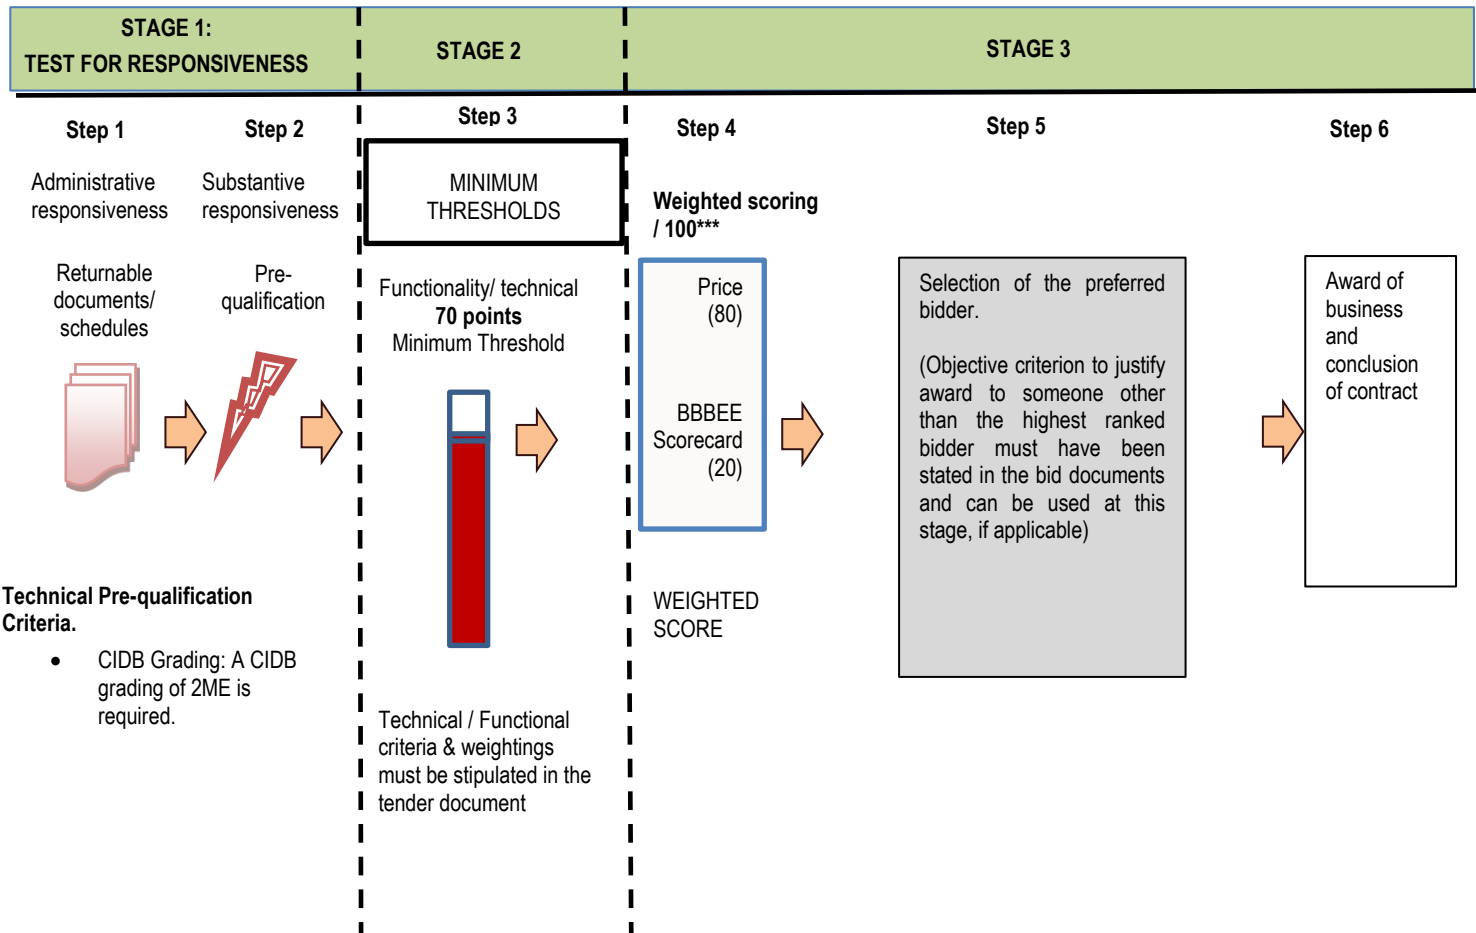 STAGE 1:
TEST FOR RESPONSIVENESS
STAGE 2
STAGE 3
Step 1
Administrative
responsiveness
Returnable
documents/
schedules
Step 2
Substantive
responsiveness
Pre-
qualification
Technical Pre-qualification
Criteria.
• CIDB Grading: A CIDB
grading of 2ME is
required.
Step 3
MINIMUM
THRESHOLDS
Functionality/ technical
70 points
Minimum Threshold
Technical / Functional
criteria & weightings
must be stipulated in the
tender document
Step 4
Weighted scoring
/ 100***
Price
(80)
BBBEE
Scorecard
(20)
WEIGHTED
SCORE
Step 5
Selection of the preferred
bidder.
(Objective criterion to justify
award to someone other
than the highest ranked
bidder must have been
stated in the bid documents
and can be used at this
stage, if applicable)
Step 6
Award of
business
and
conclusion
of contract